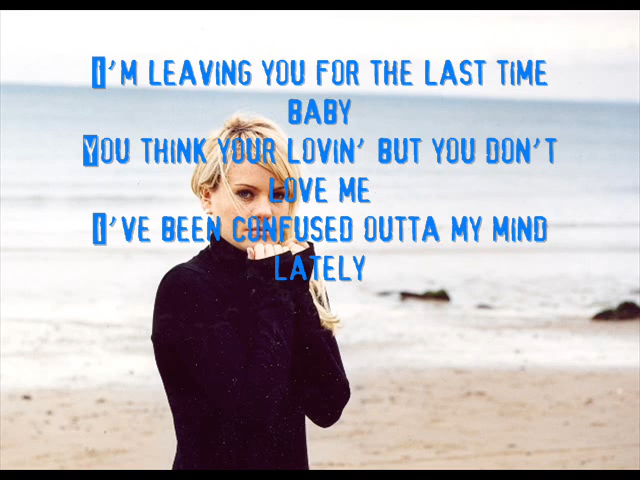 I'm leaving you for the last time
baby
You think your lovin' but you don't
love me
I've been confused outta my mind
lately